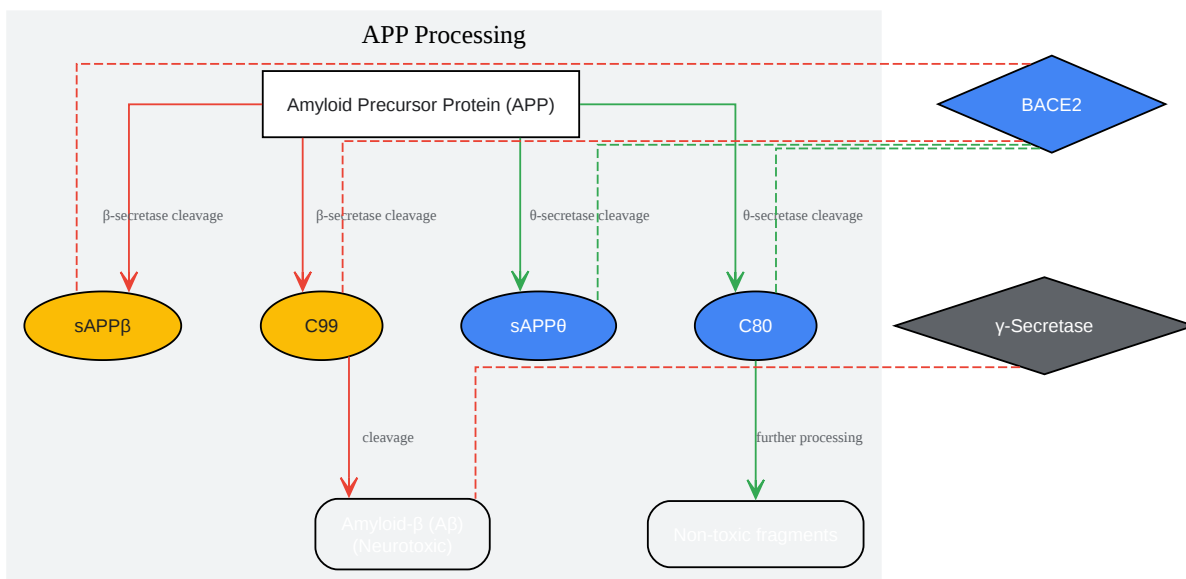 APP Processing
Amyloid Precursor Protein (APP)
BACE2
β-secretase cleavage
β-secretase cleavage
θ-secretase cleavage
θ-secretase cleavage
sAPPβ
C99
sAPPθ
C80
γ-Secretase
cleavage
further processing
Amyloid-β (Aβ)
(Neurotoxic)
Non-toxic fragments